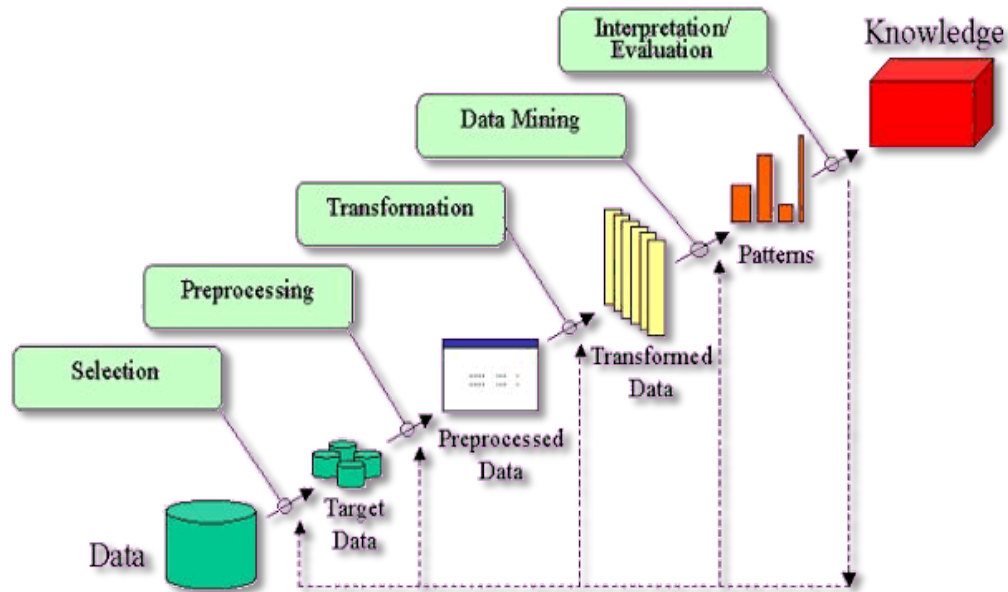 Interpretation/
Evaluation
Knowledge
Data Mining
Transformation
Patterns
Preprocessing
Transformed
Data
Selection
Preprocessed
Data
Target
Data
Data